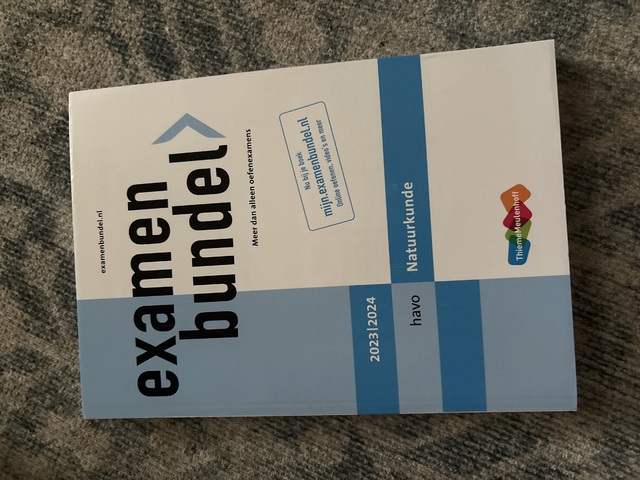 examenbundel.nl
examen
bundel>
Meer dan alleen oefenexamens
Nu bij je boek
mijn.examenbundel.nl
Online oefenen, video's en meer
2023|2024
havo
Natuurkunde
ThiemeMeulenhoff